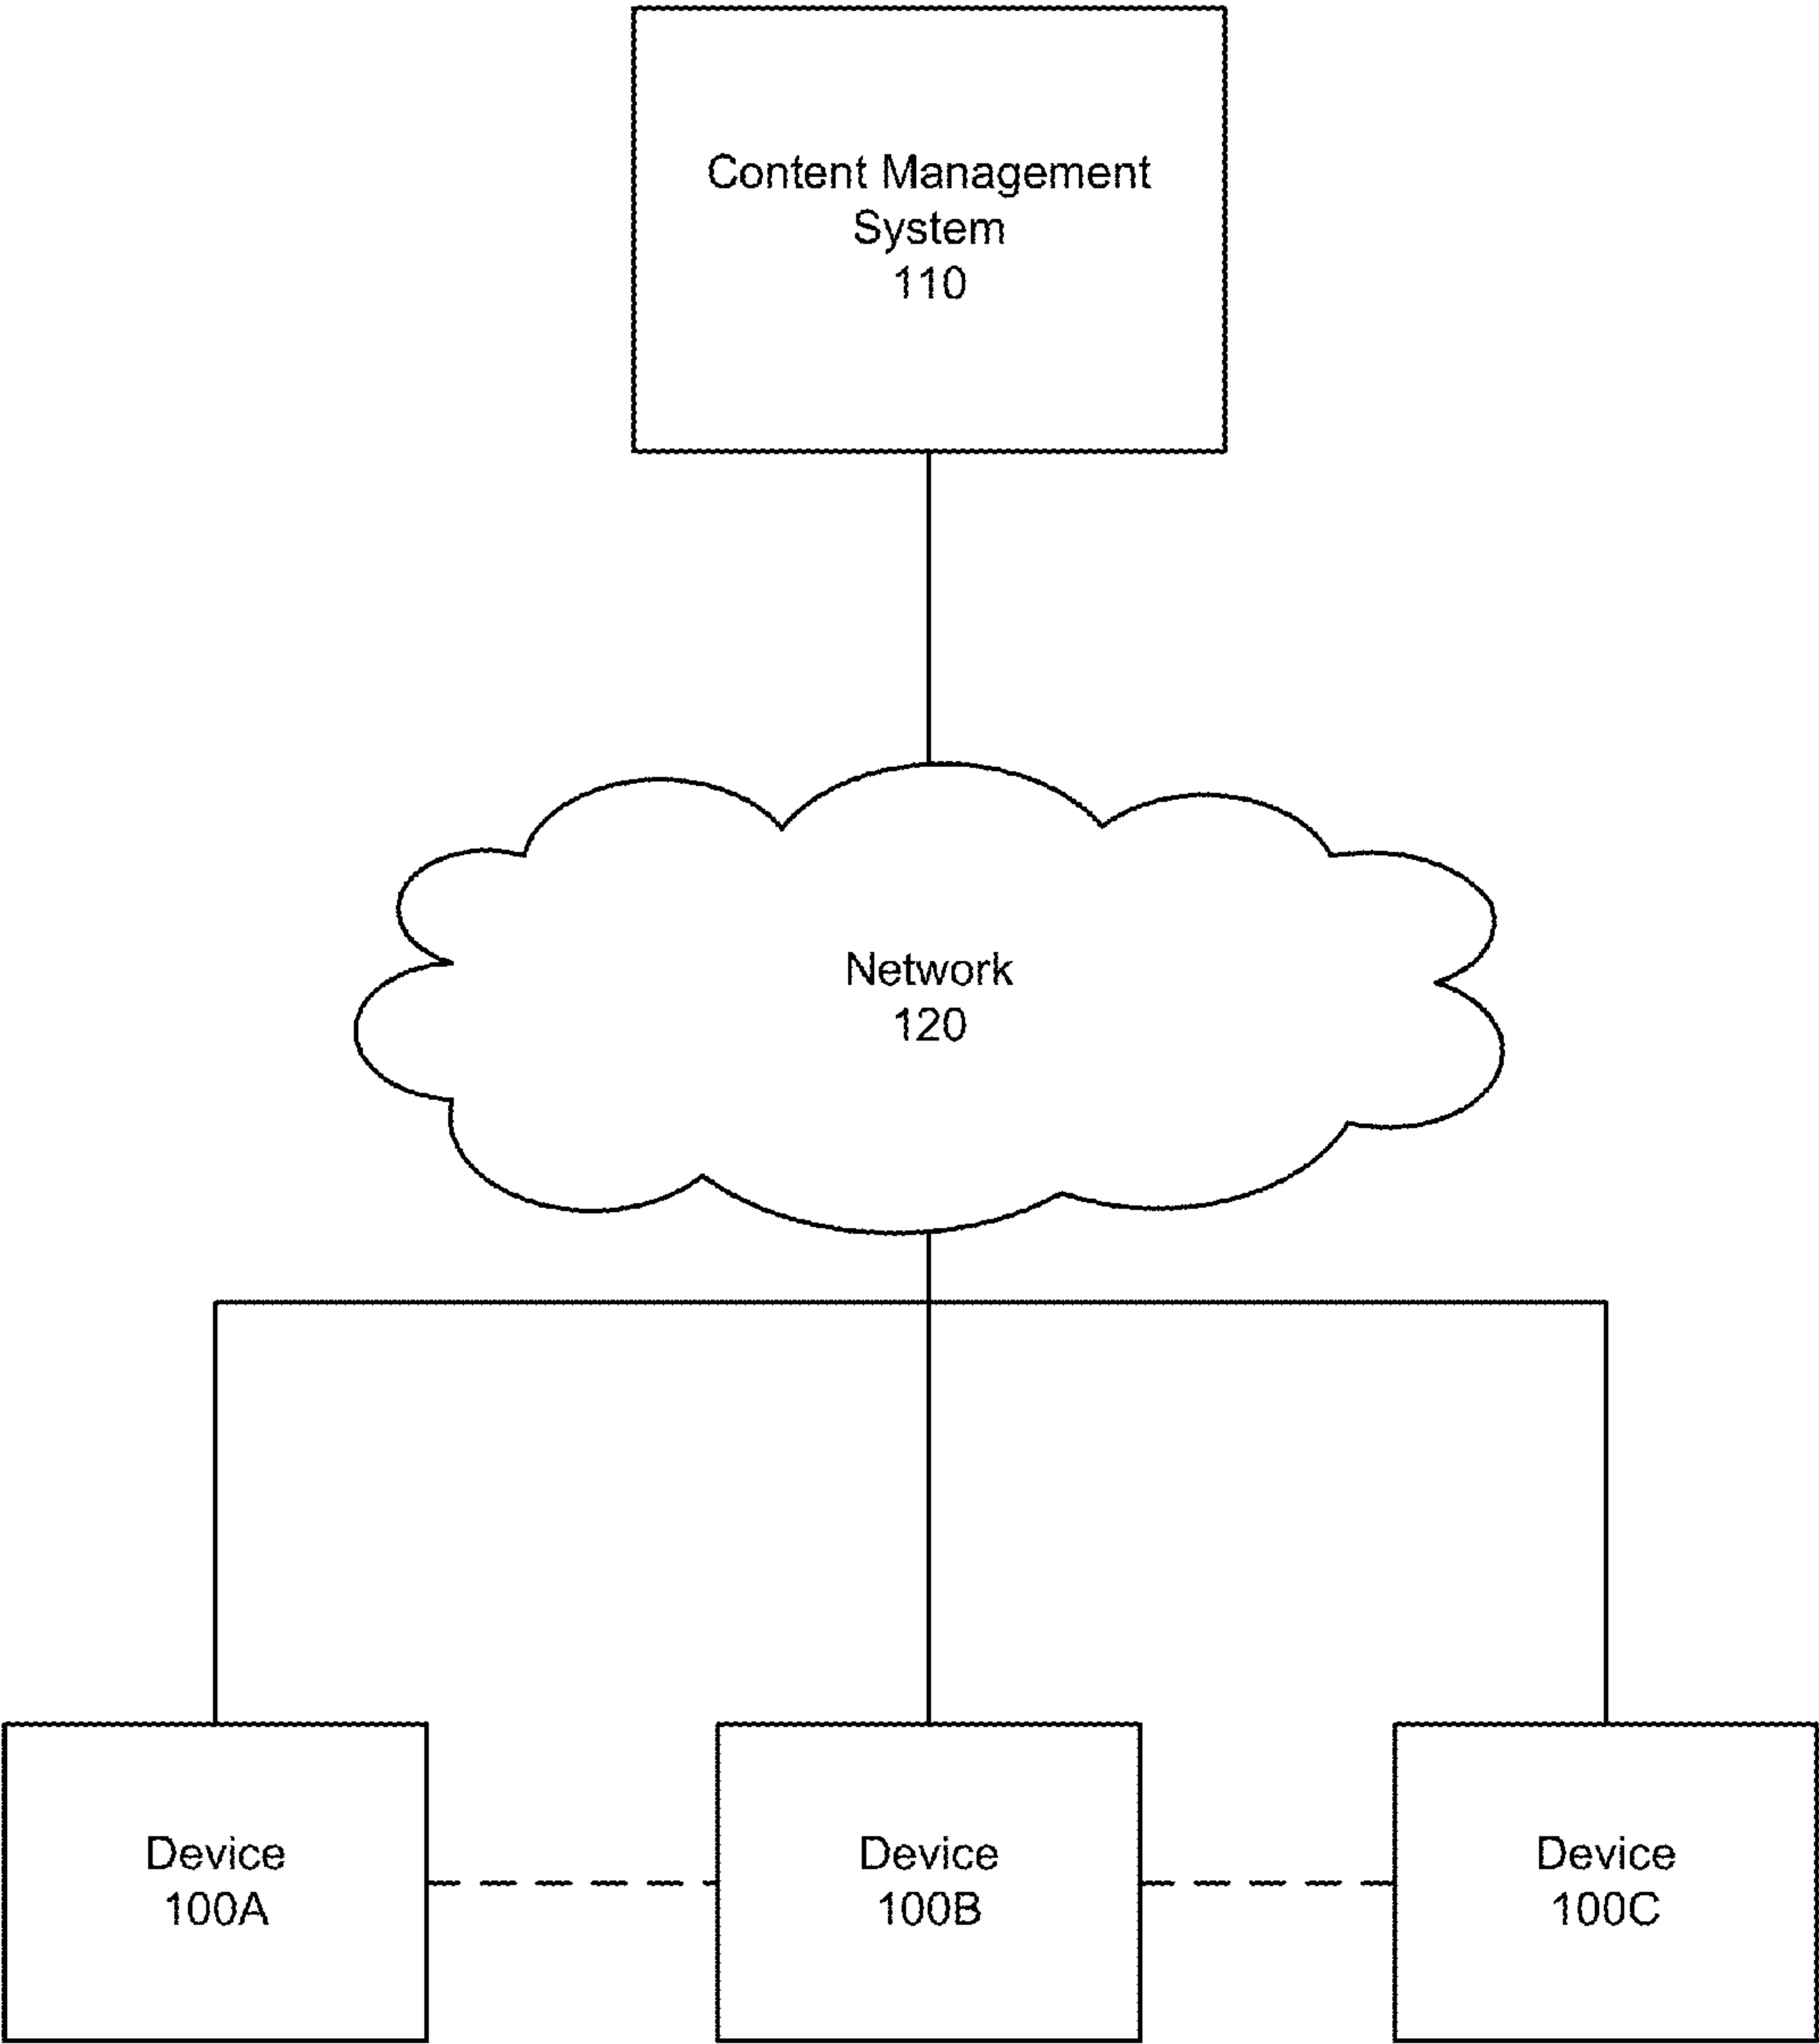 Content Management
System
110
Network
120
Device
100A
Device
100B
Device
100C